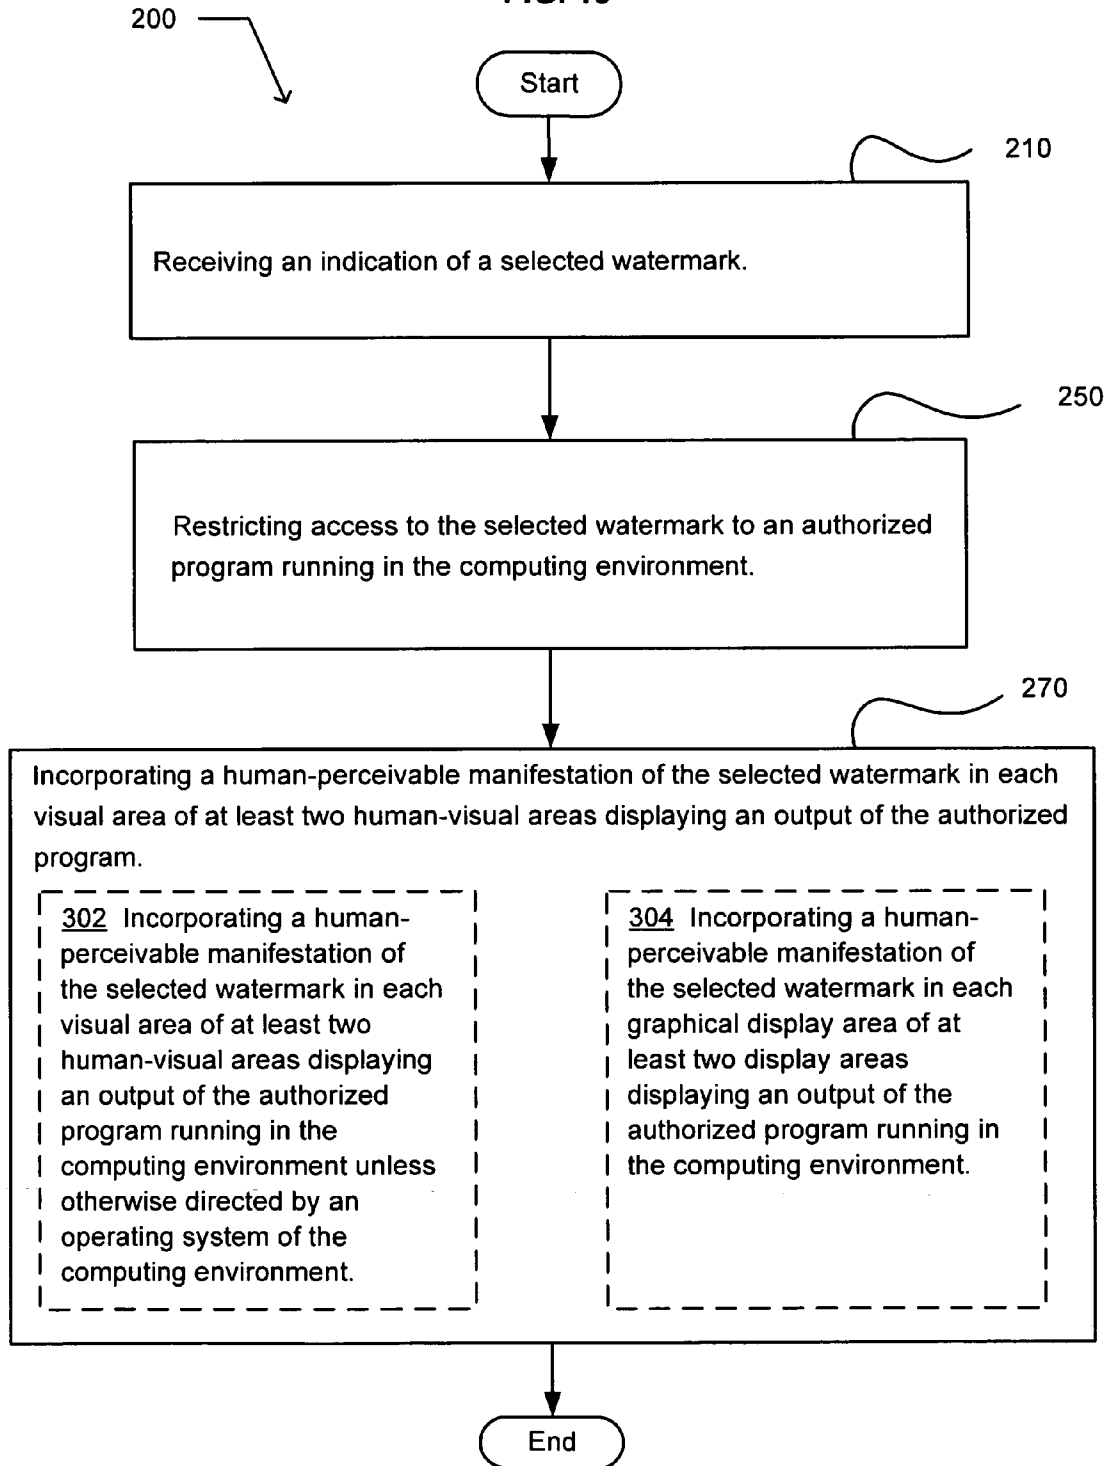 200
Start
210
Receiving an indication of a selected watermark.
250
Restricting access to the selected watermark to an authorized
program running in the computing environment.
270
Incorporating a human-perceivable manifestation of the selected watermark in each
visual area of at least two human-visual areas displaying an output of the authorized
program.
302 Incorporating a human-
perceivable manifestation of
the selected watermark in each
visual area of at least two
human-visual areas displaying
an output of the authorized
program running in the
computing environment unless
otherwise directed by an
operating system of the
computing environment.
304 Incorporating a human-
perceivable manifestation of
the selected watermark in each
graphical display area of at
least two display areas
displaying an output of the
authorized program running in
the computing environment.
End